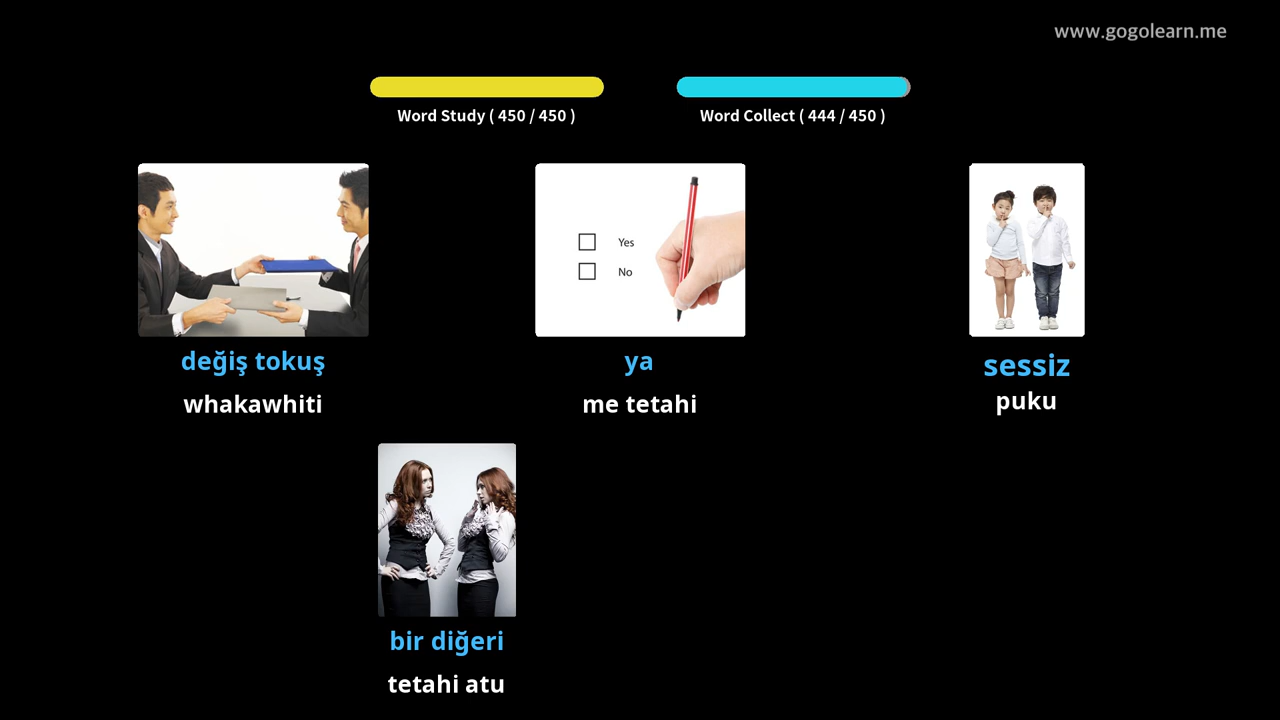 www.gogolearn.me
Word Study ( 450 / 450 )
Word Collect ( 444 / 450 )
Yes
No
değiş tokuş
whakawhiti
ya
me tetahi
sessiz
puku
bir diğeri
tetahi atu